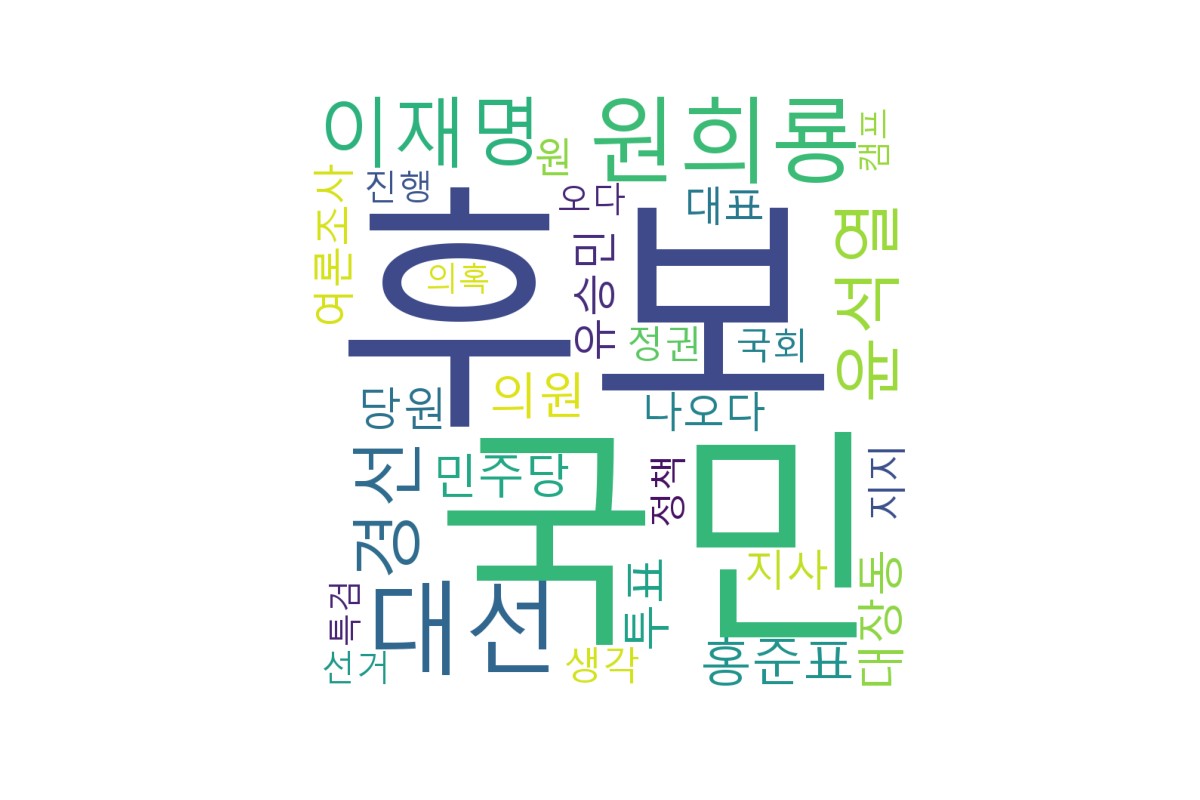 이재명
원희룡
원
캠프
여론조사
진행
오다
대표
후보
의혹
유승민
윤석열
정권
국회
당원
의원
나오다
경선
민주당
국민
정책
지지
지사
대장동
특검
대선
투표
선거
생각
홍준표